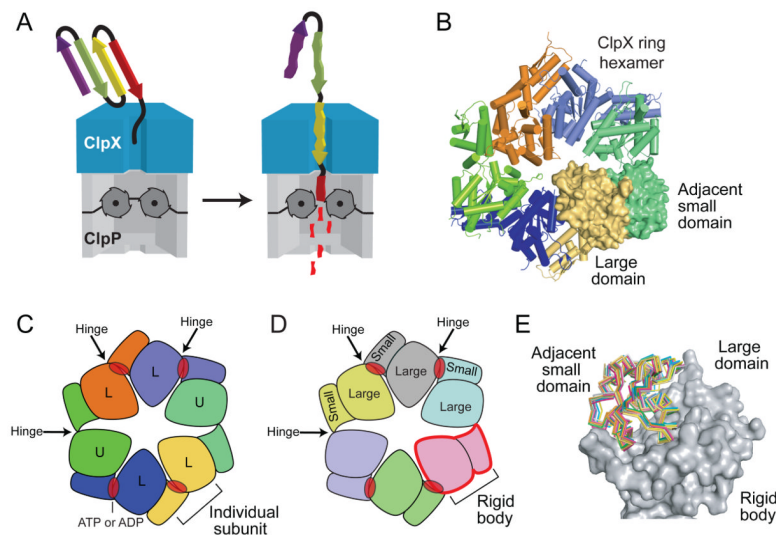 A
ClpX
ClpP
B
ClpX ring
hexamer
Adjacent
small
domain
Large
domain
C
Hinge
Hinge
L
L
U
Hinge
U
L
L
ATP or ADP
Individual
subunit
D
Hinge
Hinge
Small
Large
Small
Large
Small
Large
Hinge
Rigid
body
E
Adjacent
small
domain
Large
domain
Rigid
body